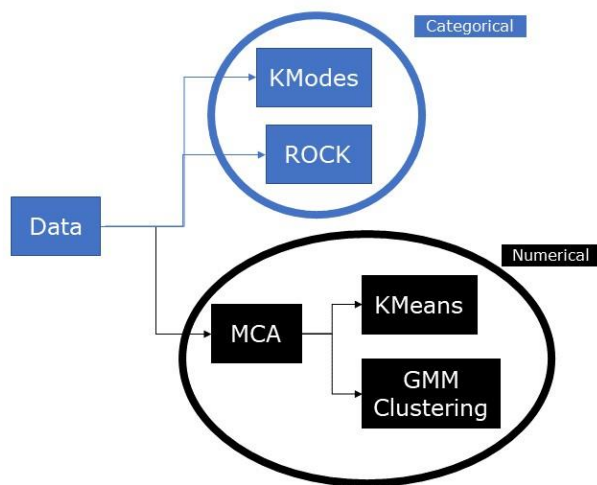 Categorical
KModes
ROCK
Data
Numerical
KMeans
MCA
GMM
Clustering